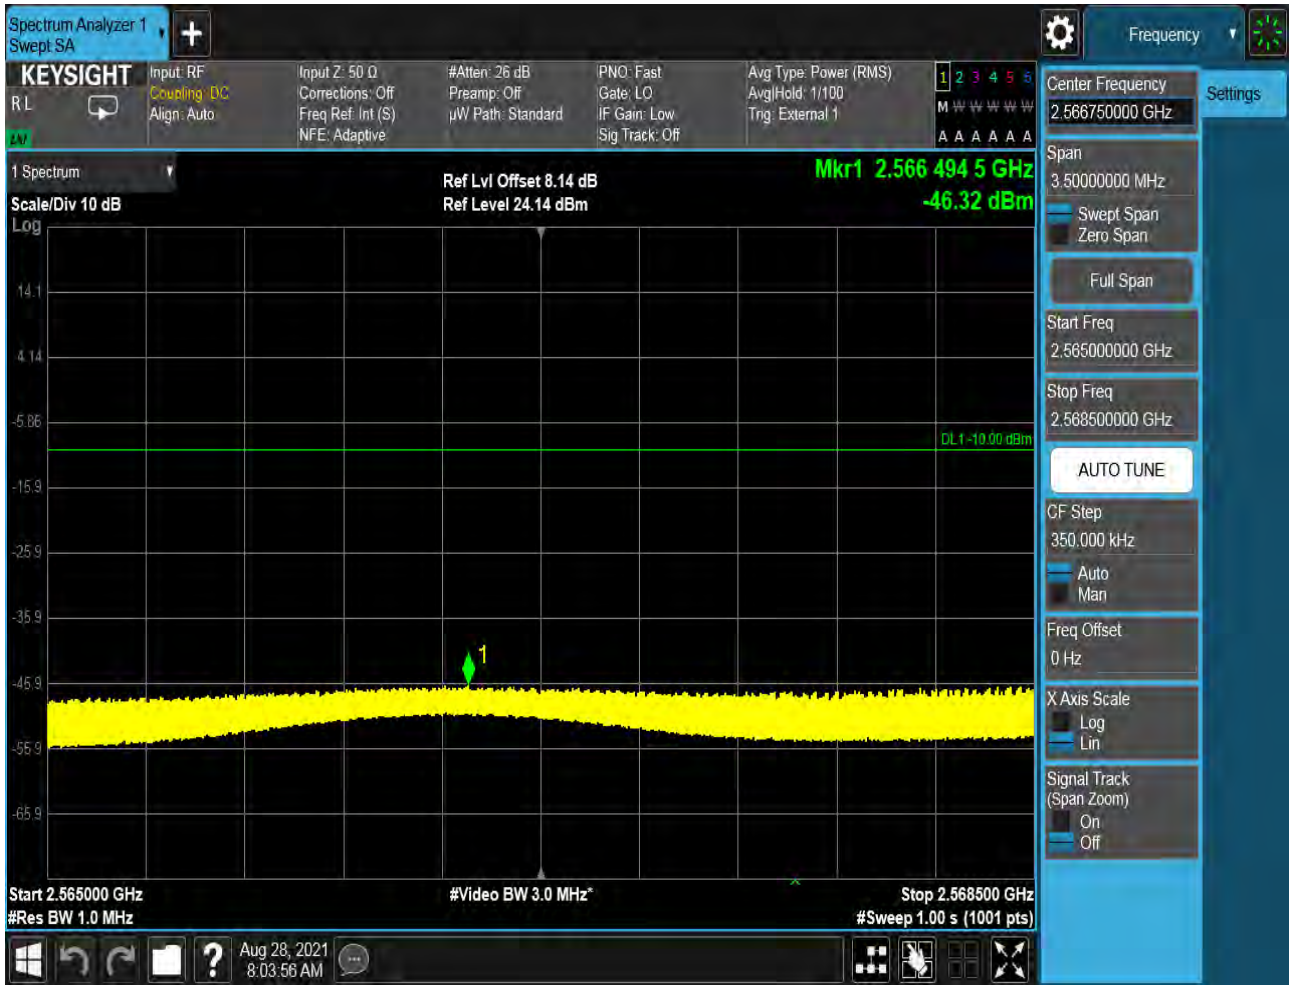 Spectrum Analyzer 1
Swept SA
Frequency
KEYSIGHT
R L
LXI
Input: RF
Coupling: DC
Align: Auto
Input Z: 50 Ω
Corrections: Off
Freq Ref: Int (S)
NFE: Adaptive
#Atten: 26 dB
Preamp: Off
µW Path: Standard
PNO: Fast
Gate: LO
IF Gain: Low
Sig Track: Off
Avg Type: Power (RMS)
Avg|Hold: 1/100
Trig: External 1
1 2 3 4 5 6
M W W W W W
A A A A A A
1 Spectrum
Scale/Div 10 dB
Log
Ref Lvl Offset 8.14 dB
Ref Level 24.14 dBm
Mkr1 2.566 494 5 GHz
-46.32 dBm
14.1
4.14
-5.86
-15.9
-25.9
-35.9
-45.9
-55.9
-65.9
DL1 -10.00 dBm
1
Start 2.565000 GHz
#Res BW 1.0 MHz
#Video BW 3.0 MHz*
Stop 2.568500 GHz
#Sweep 1.00 s (1001 pts)
Center Frequency
2.566750000 GHz
Settings
Span
3.50000000 MHz
Swept Span
Zero Span
Full Span
Start Freq
2.565000000 GHz
Stop Freq
2.568500000 GHz
AUTO TUNE
CF Step
350.000 kHz
Auto
Man
Freq Offset
0 Hz
X Axis Scale
Log
Lin
Signal Track
(Span Zoom)
On
Off
?
Aug 28, 2021
8:03:56 AM